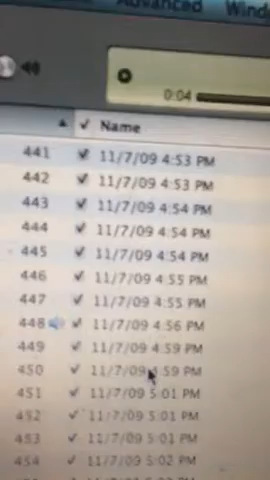 Advanced Wind
0:04
Name
441 11/7/09 4:53 PM
442 11/7/09 4:53 PM
443 11/7/09 4:54 PM
444 11/7/09 4:54 PM
445 11/7/09 4:54 PM
446 11/7/09 4:55 PM
447 11/7/09 4:55 PM
448 11/7/09 4:56 PM
449 11/7/09 4:59 PM
450 11/7/09 4:59 PM
451 11/7/09 5:01 PM
452 11/7/09 5:01 PM
453 11/7/09 5:01 PM
454 11/7/09 5:02 PM